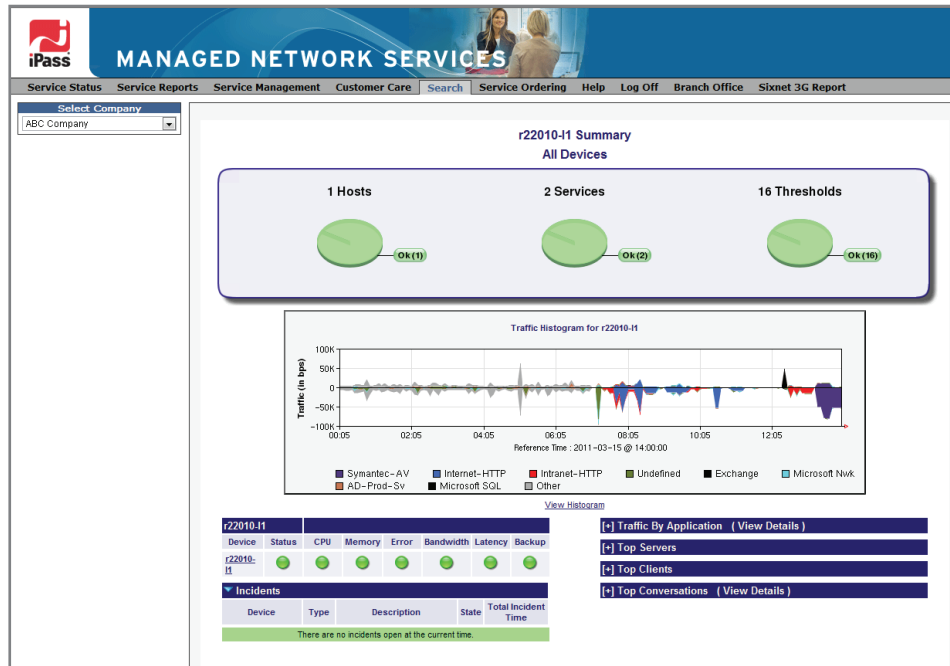 iPass
MANAGED NETWORK SERVICES
Service Status Service Reports Service Management Customer Care Search Service Ordering Help Log Off Branch Office Sixnet 3G Report
Select Company
ABC Company
r22010-l1 Summary
All Devices
1 Hosts 2 Services 16 Thresholds
Ok(1) Ok(2) Ok(16)
Traffic Histogram for r22010-l1
Traffic (in bps)
100K
50K
0
-50K
-100K
00:05 02:05 04:05 06:05 08:05 10:05 12:05
Reference Time : 2011-03-15 @ 14:00:00
Symantec-AV Internet-HTTP Intranet-HTTP Undefined Exchange Microsoft Nwk
AD-Prod-Sv Microsoft SQL Other
View Histogram
r22010-l1
Device Status CPU Memory Error Bandwidth Latency Backup
r22010-
l1
Incidents
Device Type Description State Total Incident
Time
There are no incidents open at the current time.
[+] Traffic By Application ( View Details )
[+] Top Servers
[+] Top Clients
[+] Top Conversations ( View Details )